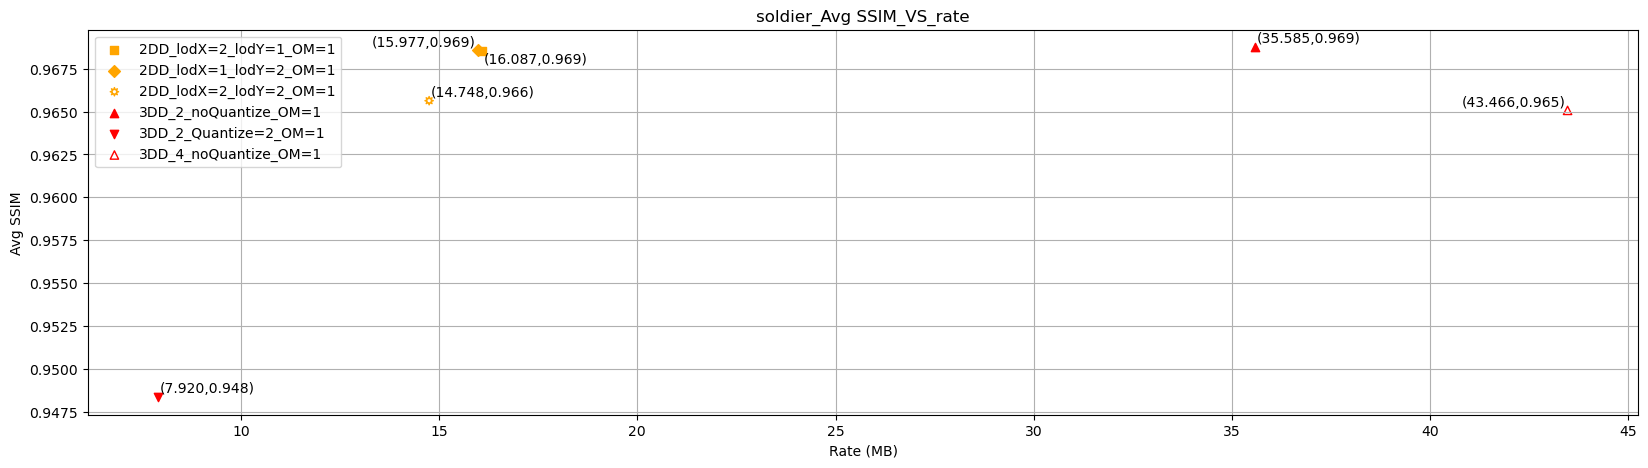 soldier_Avg SSIM_VS_rate
2DD_lodX=2_lodY=1_OM=1
2DD_lodX=1_lodY=2_OM=1
2DD_lodX=2_lodY=2_OM=1
3DD_2_noQuantize_OM=1
3DD_2_Quantize=2_OM=1
3DD_4_noQuantize_OM=1
(15.977,0.969)
(16.087,0.969)
(14.748,0.966)
(35.585,0.969)
(43.466,0.965)
(7.920,0.948)
Avg SSIM
0.9675
0.9650
0.9625
0.9600
0.9575
0.9550
0.9525
0.9500
0.9475
10
15
20
25
30
35
40
45
Rate (MB)